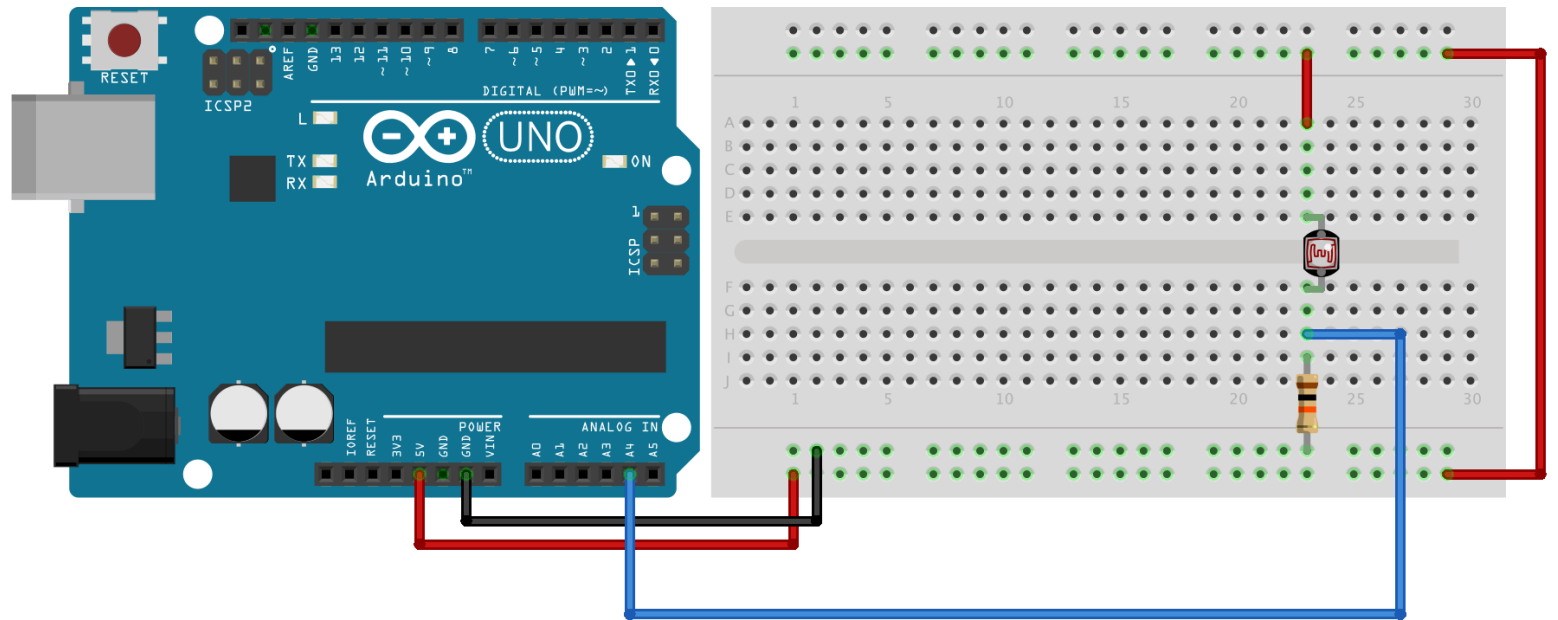 RESET
ICSP2
AREF
GND
13
12
~11
~10
~9
8
7
~6
~5
4
~3
2
TX0▶1
RX0◀0
DIGITAL (PWM=~)
L
TX
RX
UNO
Arduino™
ON
1
ICSP
POWER
ANALOG IN
IOREF
RESET
3V3
5V
GND
GND
VIN
A0
A1
A2
A3
A4
A5
1 5 10 15 20 25 30
A
B
C
D
E
F
G
H
I
J
1 5 10 15 20 25 30